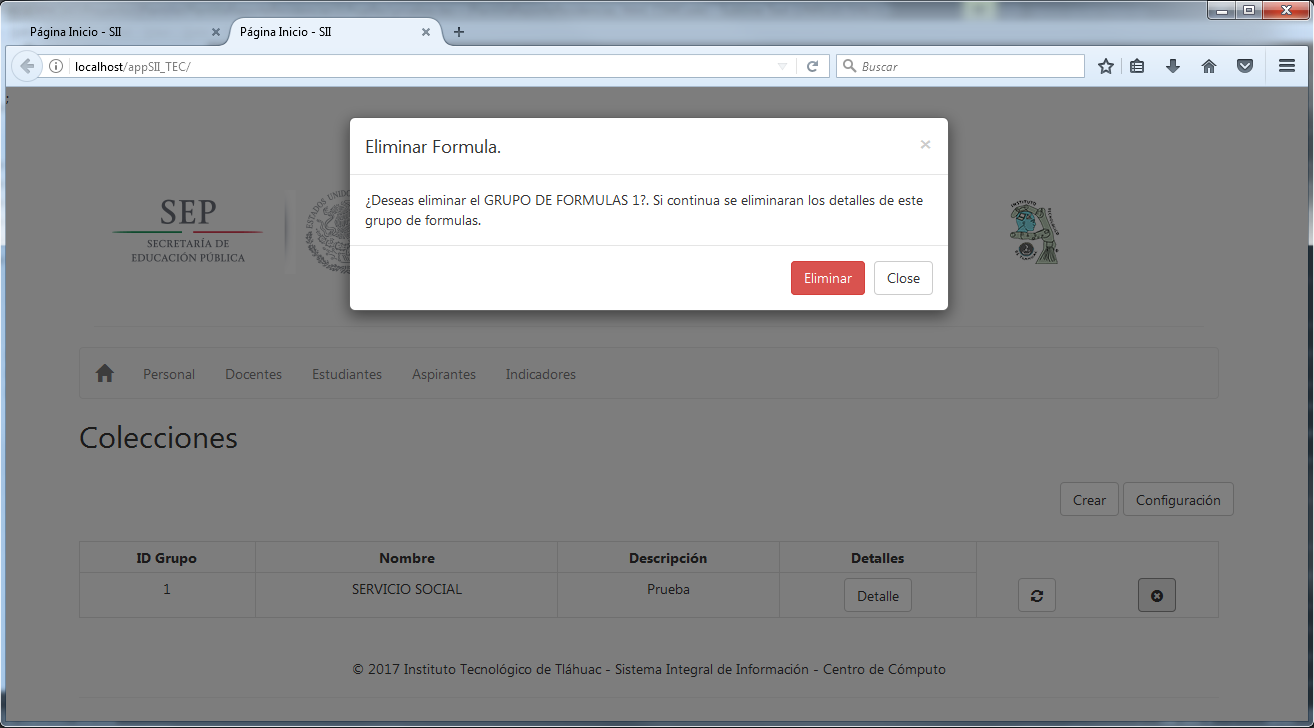 Página Inicio - SII
Página Inicio - SII
localhost/appSII_TEC/
Buscar
;
Eliminar Formula.
¿Deseas eliminar el GRUPO DE FORMULAS 1?. Si continua se eliminaran los detalles de este
grupo de formulas.
Eliminar
Close
SEP
SECRETARÍA DE
EDUCACIÓN PÚBLICA
ESTADOS UNIDO
Personal
Docentes
Estudiantes
Aspirantes
Indicadores
Colecciones
Crear
Configuración
ID Grupo
Nombre
Descripción
Detalles
1
SERVICIO SOCIAL
Prueba
Detalle
© 2017 Instituto Tecnológico de Tláhuac - Sistema Integral de Información - Centro de Cómputo